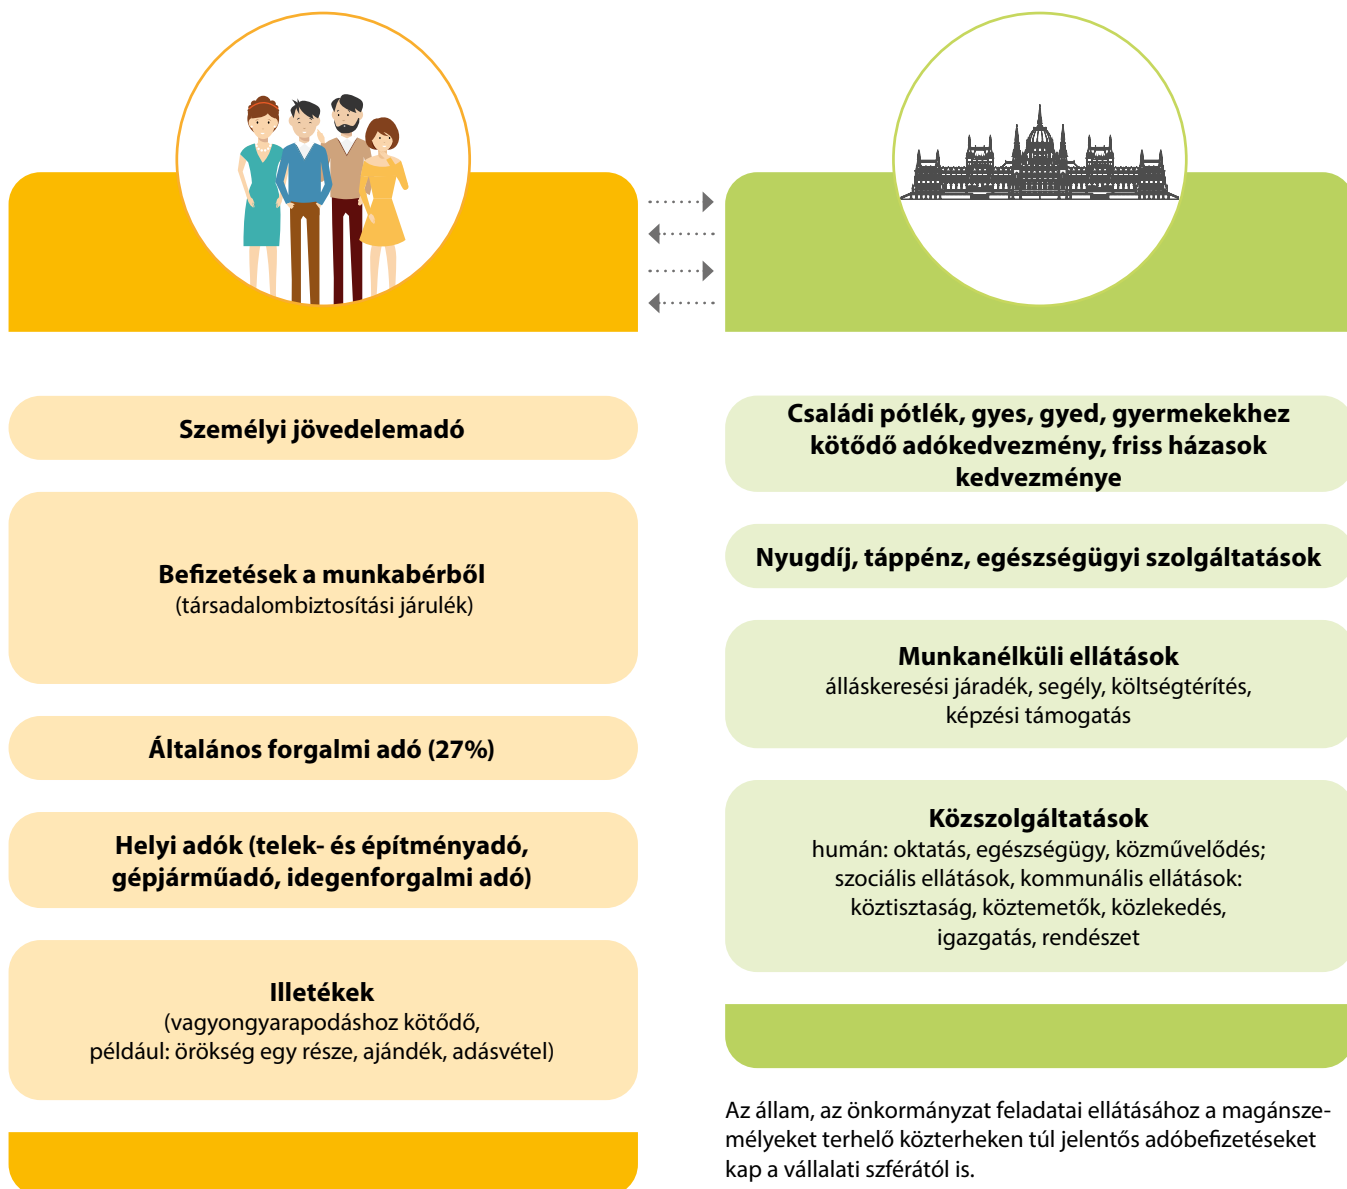 Személyi jövedelemadó
Befizetések a munkabérből
(társadalombiztosítási járulék)
Általános forgalmi adó (27%)
Helyi adók (telek- és építményadó,
gépjárműadó, idegenforgalmi adó)
Illetékek
(vagyongyarapodáshoz kötődő,
például: örökség egy része, ajándék, adásvétel)
Családi pótlék, gyes, gyed, gyermekekhez
kötődő adókedvezmény, friss házasok
kedvezménye
Nyugdíj, táppénz, egészségügyi szolgáltatások
Munkanélküli ellátások
álláskeresési járadék, segély, költségtérítés,
képzési támogatás
Közszolgáltatások
humán: oktatás, egészségügy, közművelődés;
szociális ellátások, kommunális ellátások:
köztisztaság, köztemetők, közlekedés,
igazgatás, rendészet
Az állam, az önkormányzat feladatai ellátásához a magánsze-
mélyeket terhelő közterheken túl jelentős adóbefizetéseket
kap a vállalati szférától is.